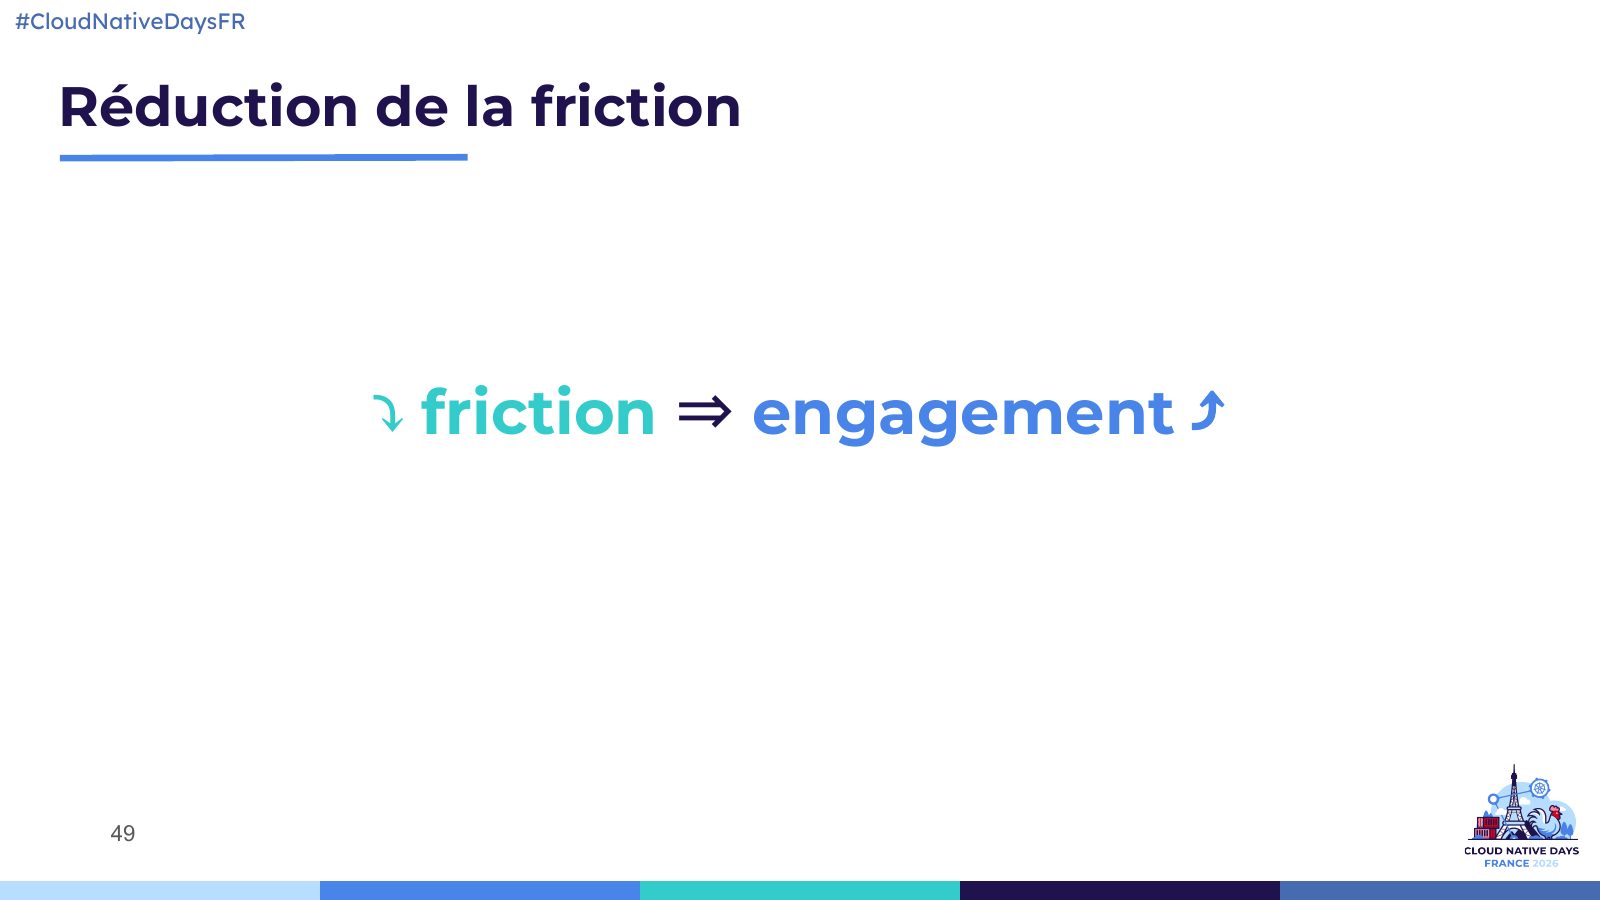 #CloudNativeDaysFR
Réduction de la friction
⤵ friction ⇒ engagement ⤴
49
CLOUD NATIVE DAYS
FRANCE 2026